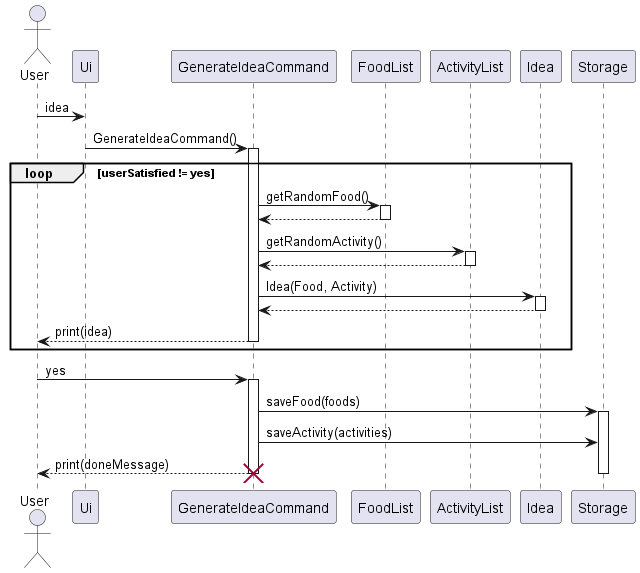 User
Ui
GenerateIdeaCommand
FoodList
ActivityList
Idea
Storage
idea
GenerateIdeaCommand()
loop
[userSatisfied != yes]
getRandomFood()
getRandomActivity()
Idea(Food, Activity)
print(idea)
yes
saveFood(foods)
saveActivity(activities)
print(doneMessage)
User
Ui
GenerateIdeaCommand
FoodList
ActivityList
Idea
Storage